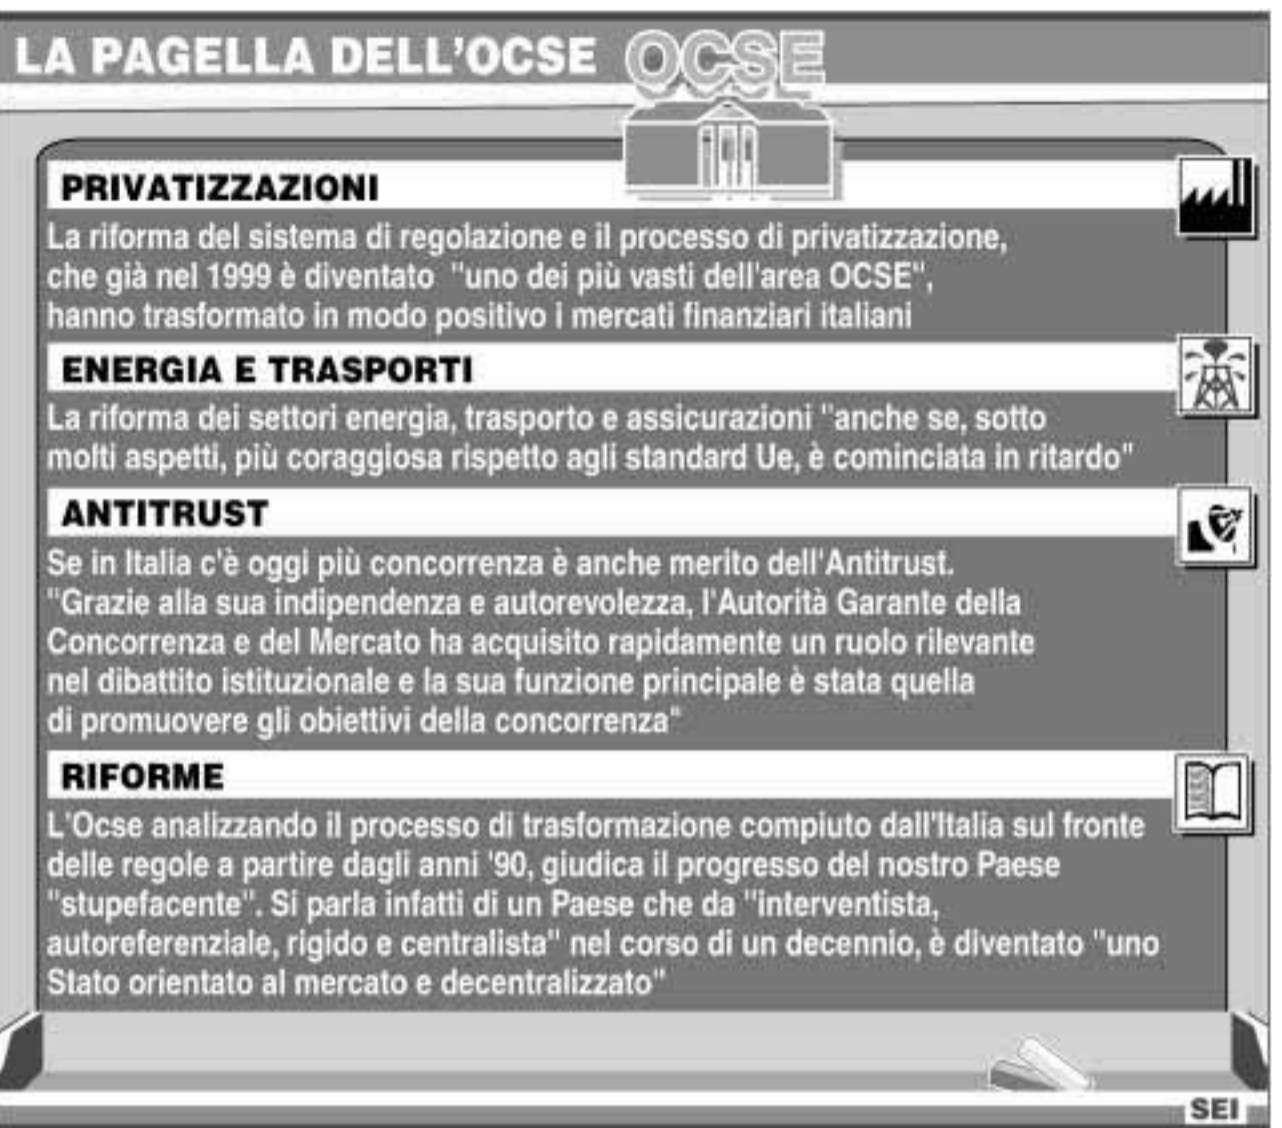 LA PAGELLA DELL'OCSE OCSE
PRIVATIZZAZIONI
La riforma del sistema di regolazione e il processo di privatizzazione,
che già nel 1999 è diventato "uno dei più vasti dell'area OCSE",
hanno trasformato in modo positivo i mercati finanziari italiani
ENERGIA E TRASPORTI
La riforma dei settori energia, trasporto e assicurazioni "anche se, sotto
molti aspetti, più coraggiosa rispetto agli standard Ue, è cominciata in ritardo"
ANTITRUST
Se in Italia c'è oggi più concorrenza è anche merito dell'Antitrust.
"Grazie alla sua indipendenza e autorevolezza, l'Autorità Garante della
Concorrenza e del Mercato ha acquisito rapidamente un ruolo rilevante
nel dibattito istituzionale e la sua funzione principale è stata quella
di promuovere gli obiettivi della concorrenza"
RIFORME
L'Ocse analizzando il processo di trasformazione compiuto dall'Italia sul fronte
delle regole a partire dagli anni '90, giudica il progresso del nostro Paese
"stupefacente". Si parla infatti di un Paese che da "interventista,
autoreferenziale, rigido e centralista" nel corso di un decennio, è diventato "uno
Stato orientato al mercato e decentralizzato"
SEI